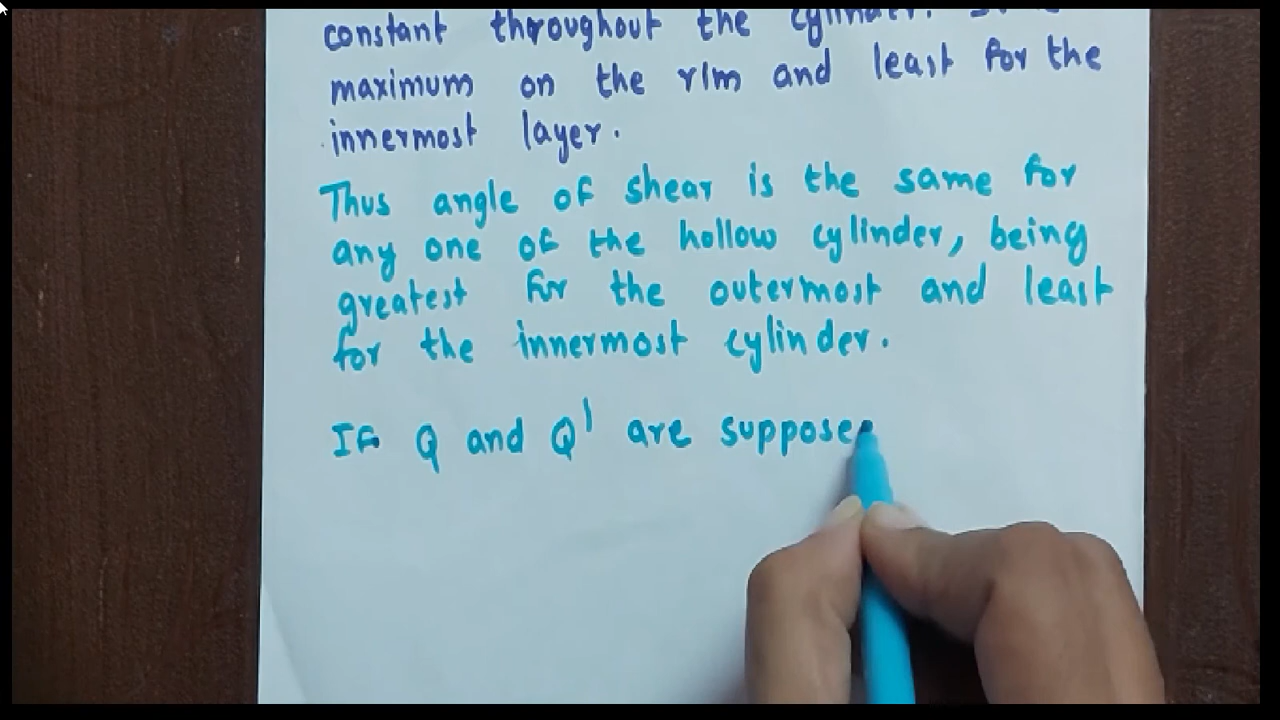 constant throughout the cylinder.
maximum on the rim and least for the
innermost layer.
Thus angle of shear is the same for
any one of the hollow cylinder, being
greatest for the outermost and least
for the innermost cylinder.
If Q and Q' are suppose